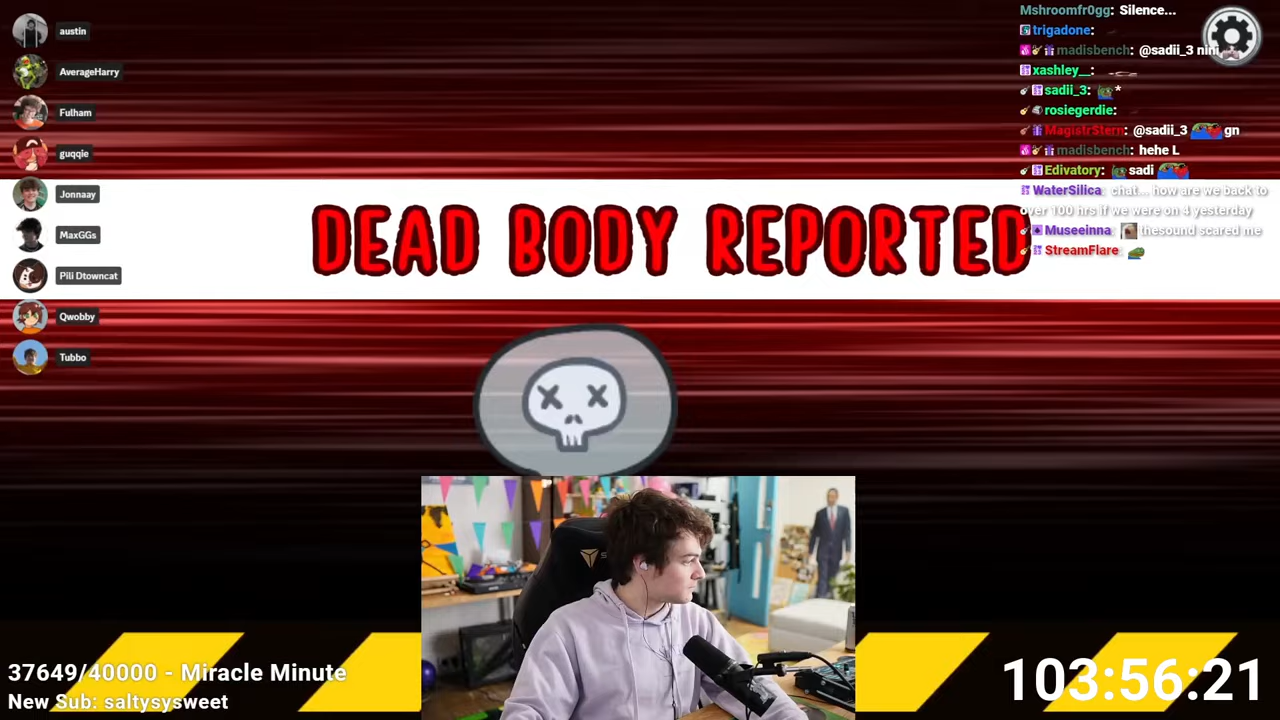 austin
AverageHarry
Fulham
guqqie
Jonnaay
MaxGGs
Pili Dtowncat
Qwobby
Tubbo
DEAD BODY REPORTED
Mshroomfr0gg: Silence...
trigadone:
madisbench: @sadii_3 nini
xashley__:
sadii_3: *
rosiegerdie:
MagistrStern: @sadii_3 gn
madisbench: hehe L
Edivatory: sadi
WaterSilica: chat... how are we back to
over 100 hrs if we were on 4 yesterday
Museeinna: thesound scared me
StreamFlare:
37649/40000 - Miracle Minute
New Sub: saltysysweet
103:56:21